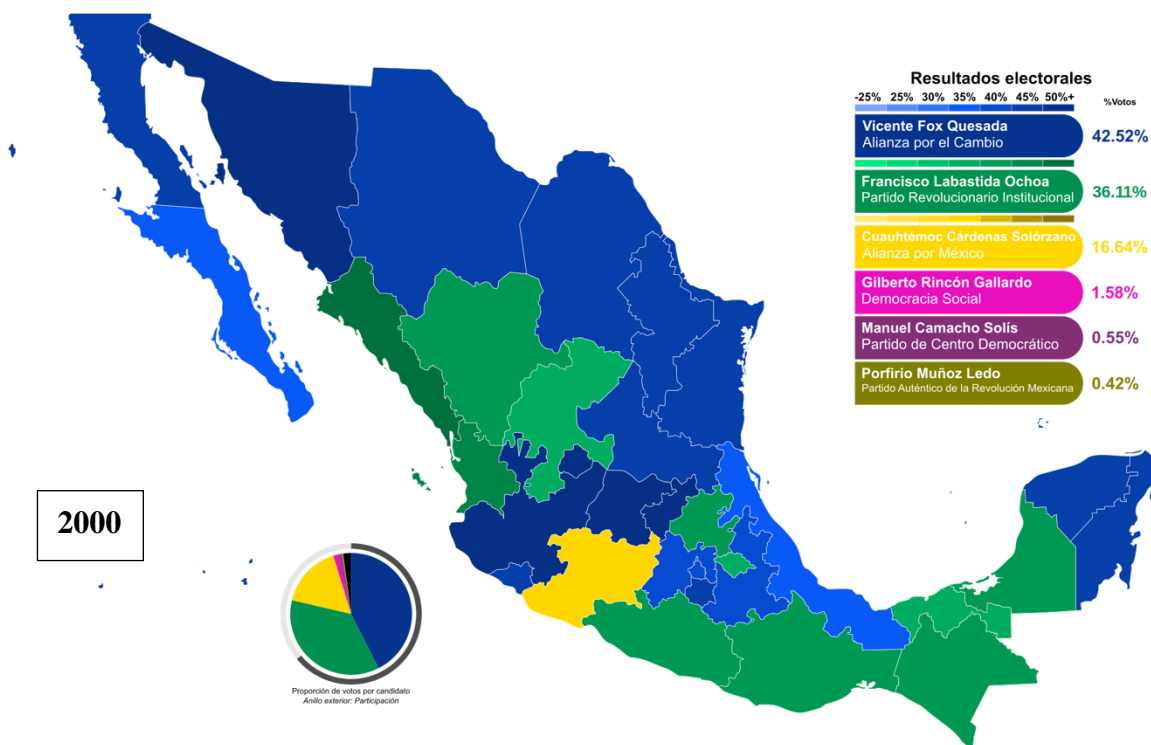 Resultados electorales
-25% 25% 30% 35% 40% 45% 50%+ %Votos
Vicente Fox Quesada
Alianza por el Cambio
42.52%
Francisco Labastida Ochoa
Partido Revolucionario Institucional
36.11%
Cuauhtémoc Cárdenas Solórzano
Alianza por México
16.64%
Gilberto Rincón Gallardo
Democracia Social
1.58%
Manuel Camacho Solís
Partido de Centro Democrático
0.55%
Porfirio Muñoz Ledo
Partido Auténtico de la Revolución Mexicana
0.42%
2000
Proporción de votos por candidato
Anillo exterior: Participación